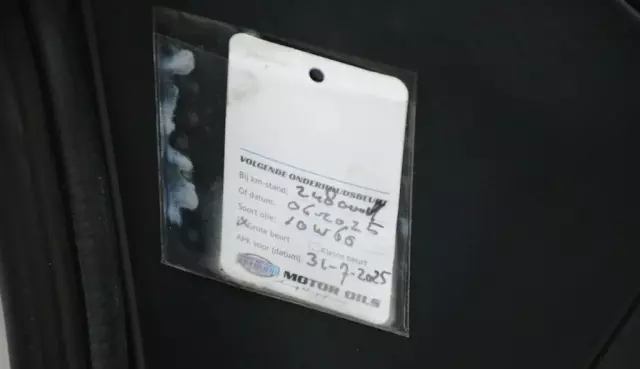 VOLGENDE ONDERHOUDSBEURT
Bij km-stand: 248000
Of datum: 06-2025
Soort olie: 10W60
Grote beurt Kleine beurt
APK voor (datum) 31-7-2025
MOTOR OILS